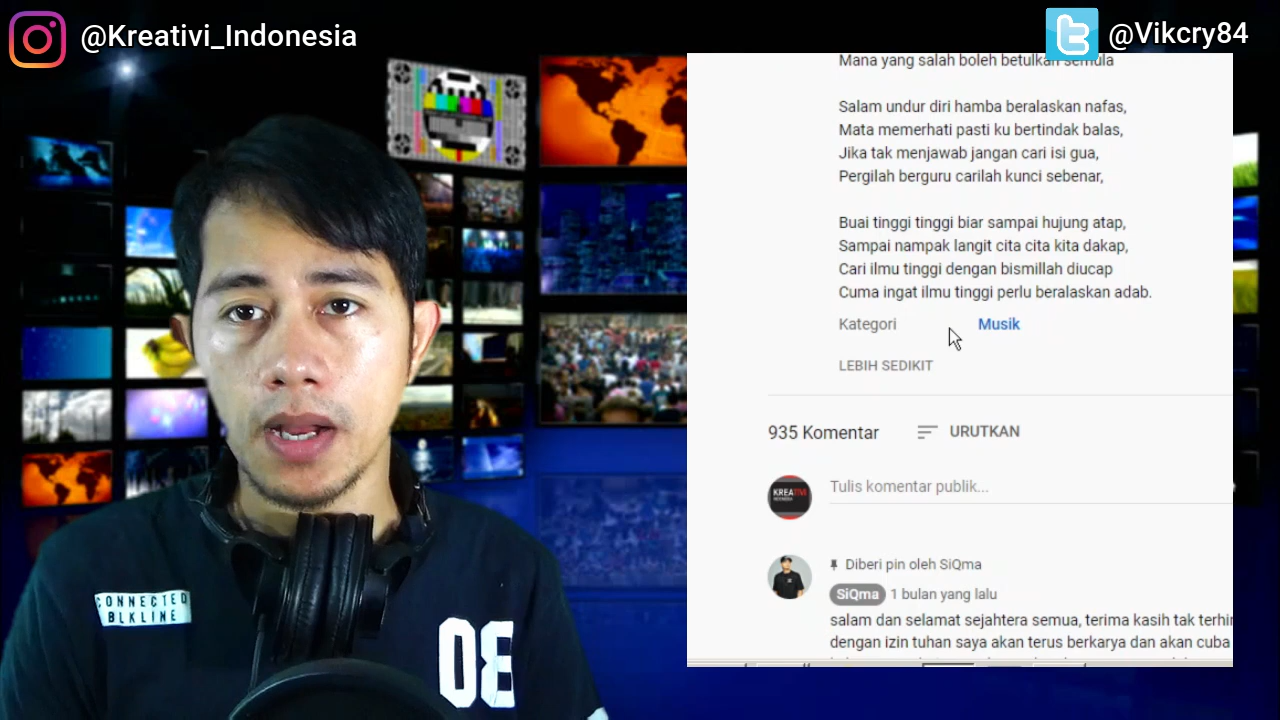 @Kreativi_Indonesia
@Vikcry84
Mana yang salah boleh betulkan semula
Salam undur diri hamba beralaskan nafas,
Mata memerhati pasti ku bertindak balas,
Jika tak menjawab jangan cari isi gua,
Pergilah berguru carilah kunci sebenar,
Buai tinggi tinggi biar sampai hujung atap,
Sampai nampak langit cita cita kita dakap,
Cari ilmu tinggi dengan bismillah diucap
Cuma ingat ilmu tinggi perlu beralaskan adab.
Kategori Musik
LEBIH SEDIKIT
935 Komentar URUTKAN
KREATIVI
INDONESIA
Tulis komentar publik...
Diberi pin oleh SiQma
SiQma 1 bulan yang lalu
salam dan selamat sejahtera semua, terima kasih tak
dengan izin tuhan saya akan terus berkarya dan akan cuba
CONNECTED
BLKLINE
03